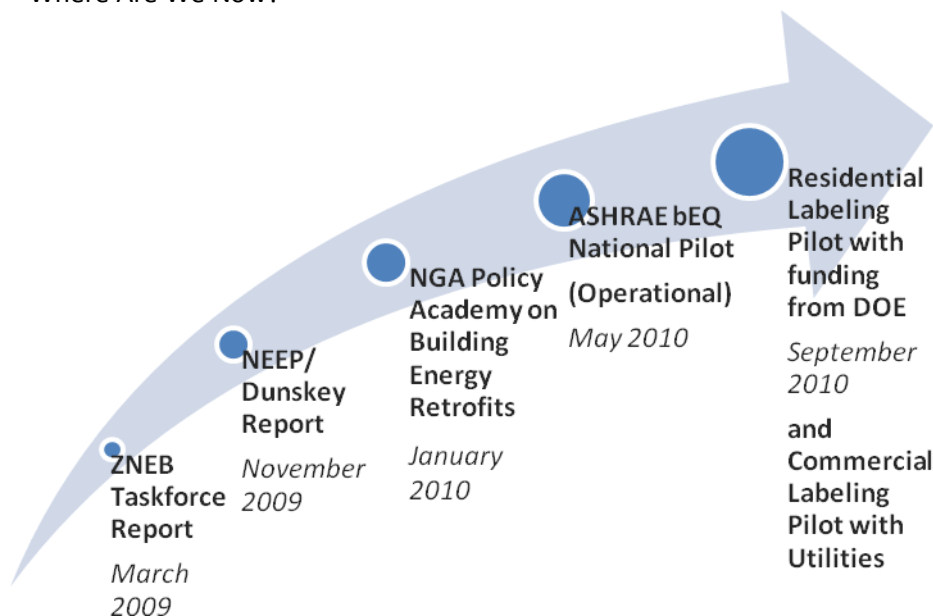 Where Are We Now?
ZNEB
Taskforce
Report
March
2009
NEEP/
Dunskey
Report
November
2009
NGA Policy
Academy on
Building
Energy
Retrofits
January
2010
ASHRAE bEQ
National Pilot
(Operational)
May 2010
Residential
Labeling
Pilot with
funding
from DOE
September
2010
and
Commercial
Labeling
Pilot with
Utilities